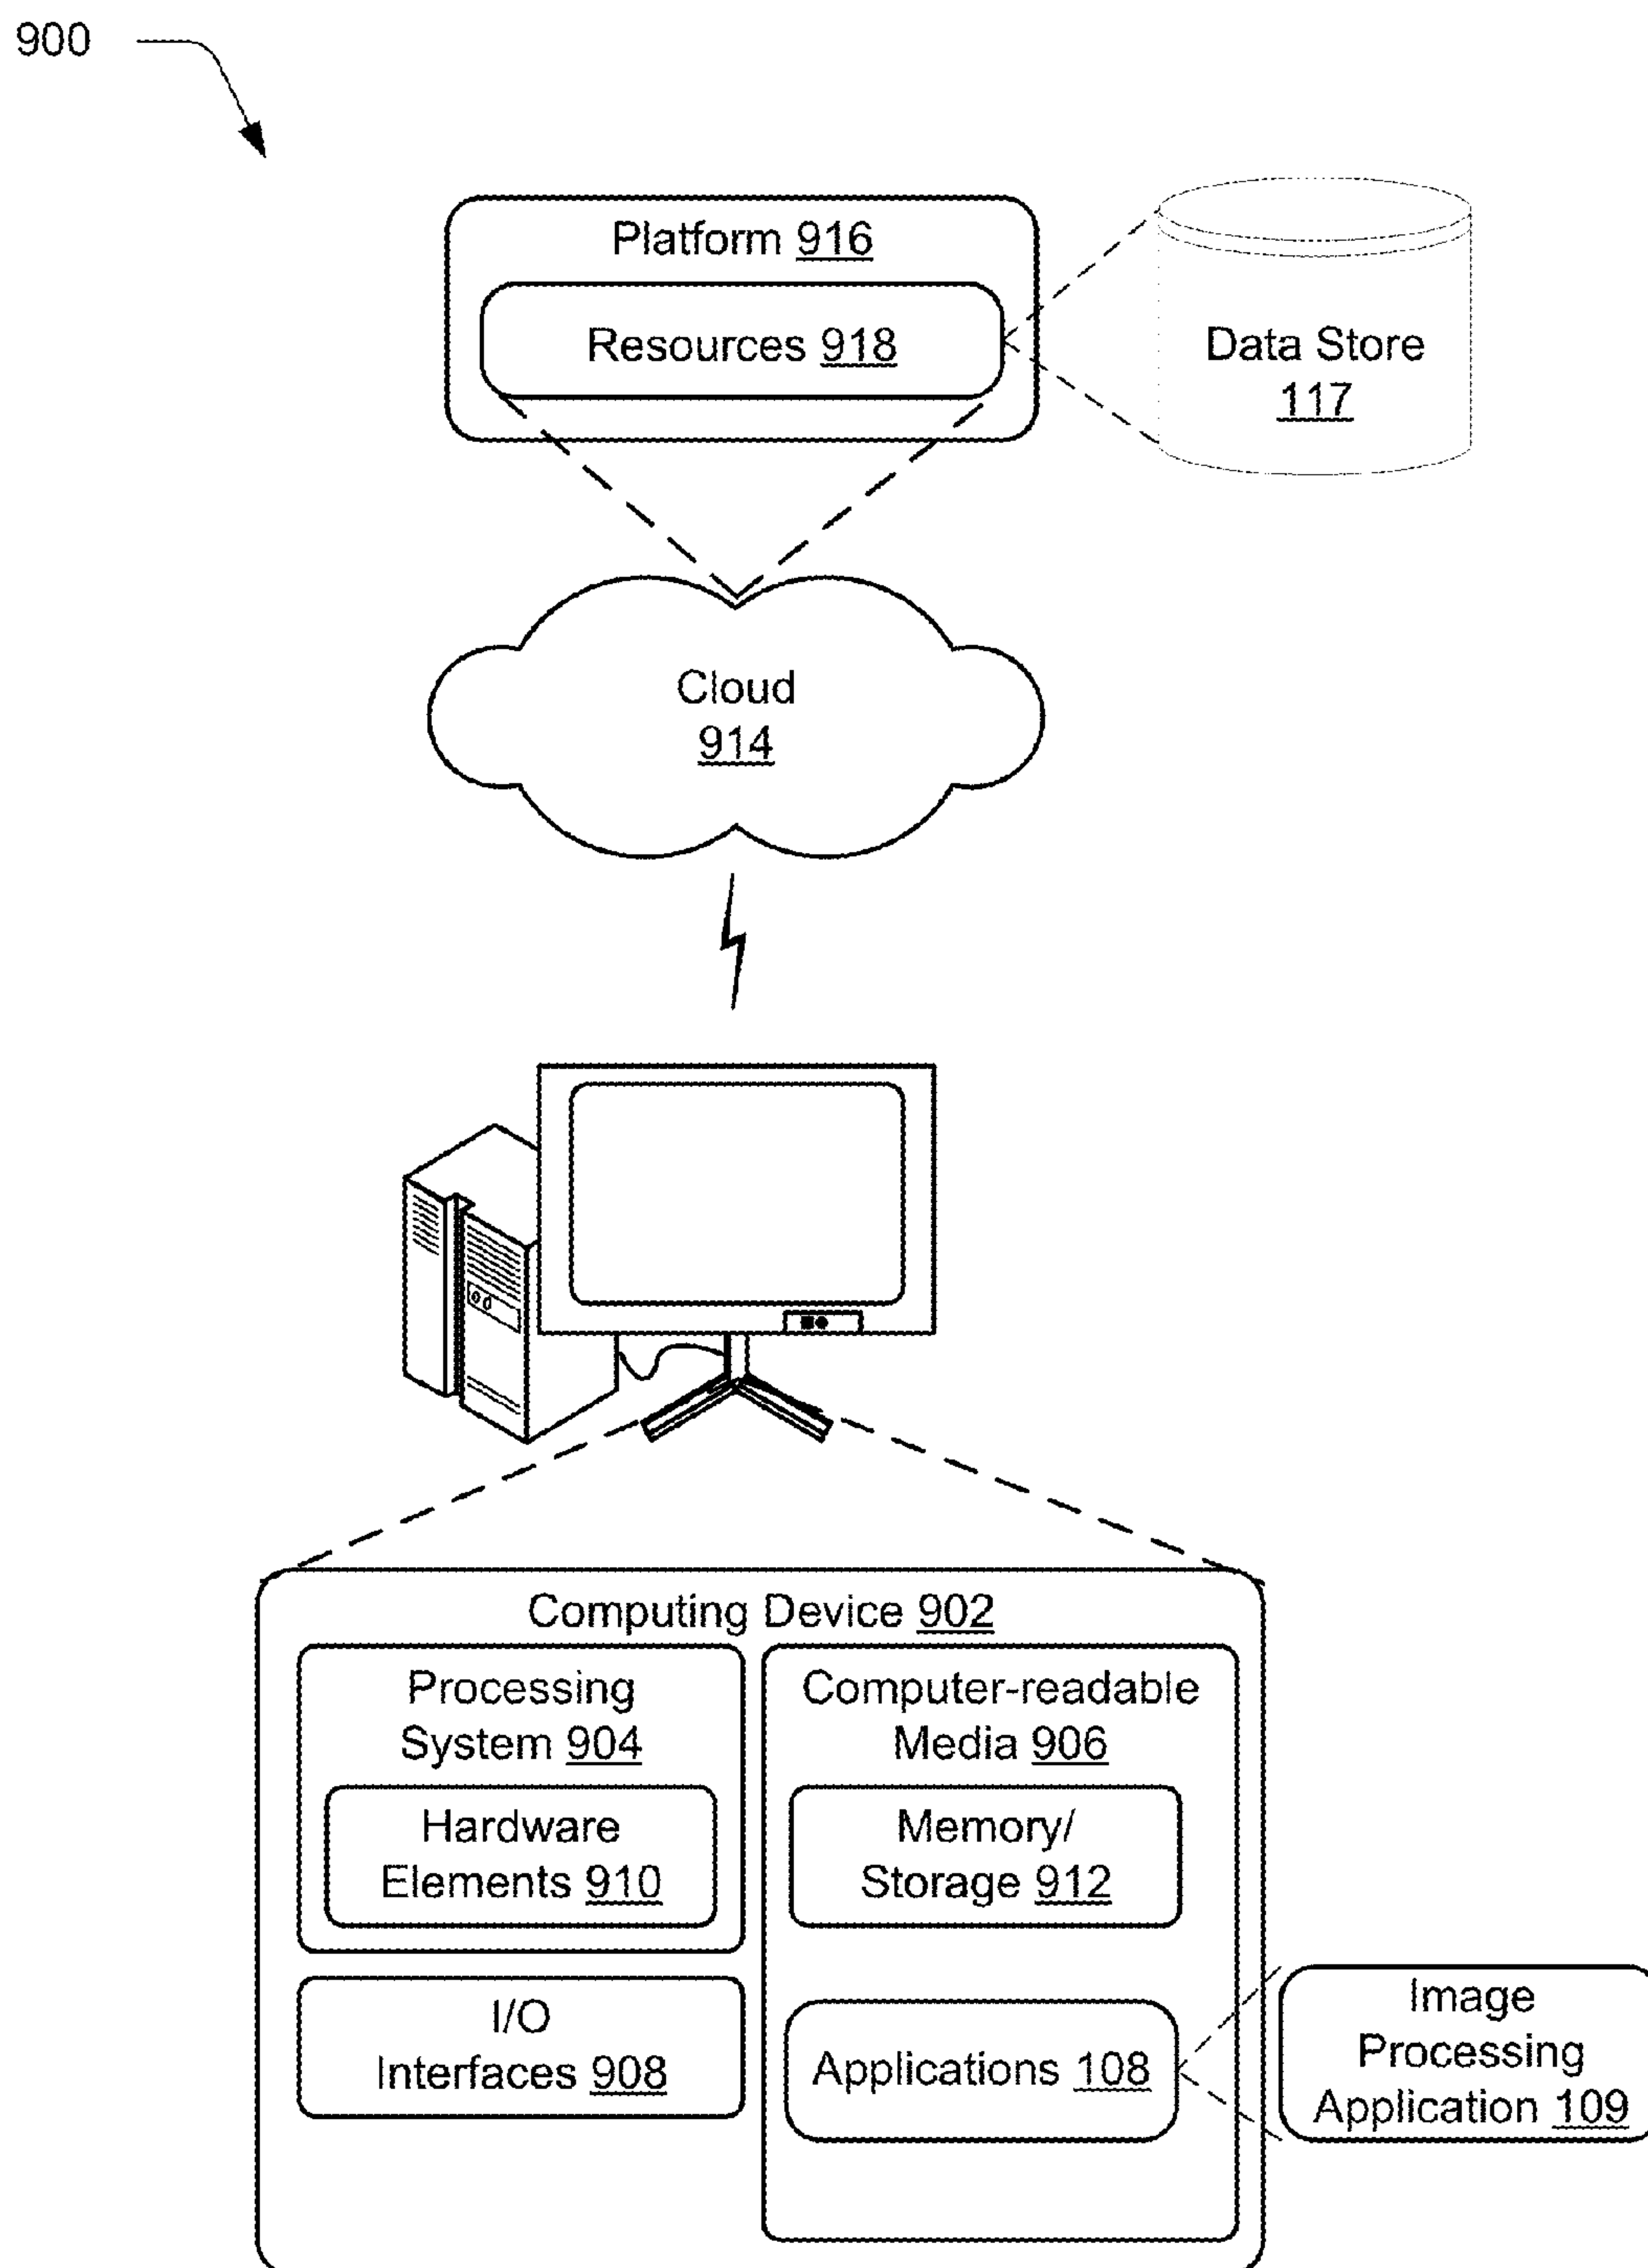 900
Platform 916
Resources 918
Data Store
117
Cloud
914
Computing Device 902
Processing
System 904
Hardware
Elements 910
I/O
Interfaces 908
Computer-readable
Media 906
Memory/
Storage 912
Applications 108
Image
Processing
Application 109